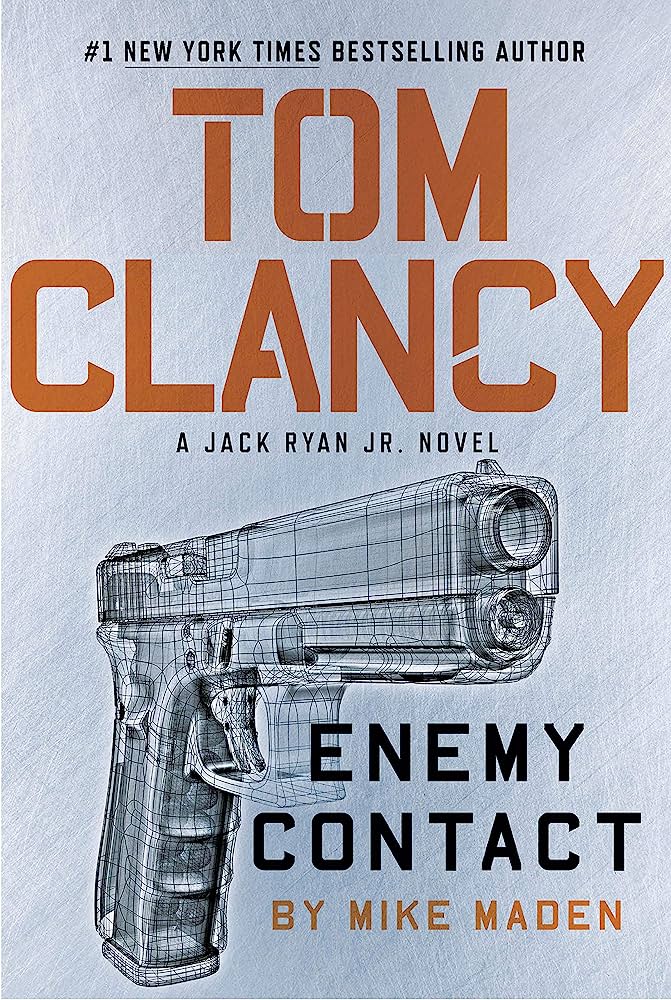 #1 NEW YORK TIMES BESTSELLING AUTHOR
TOM
CLANCY
A JACK RYAN JR. NOVEL
ENEMY
CONTACT
BY MIKE MADEN